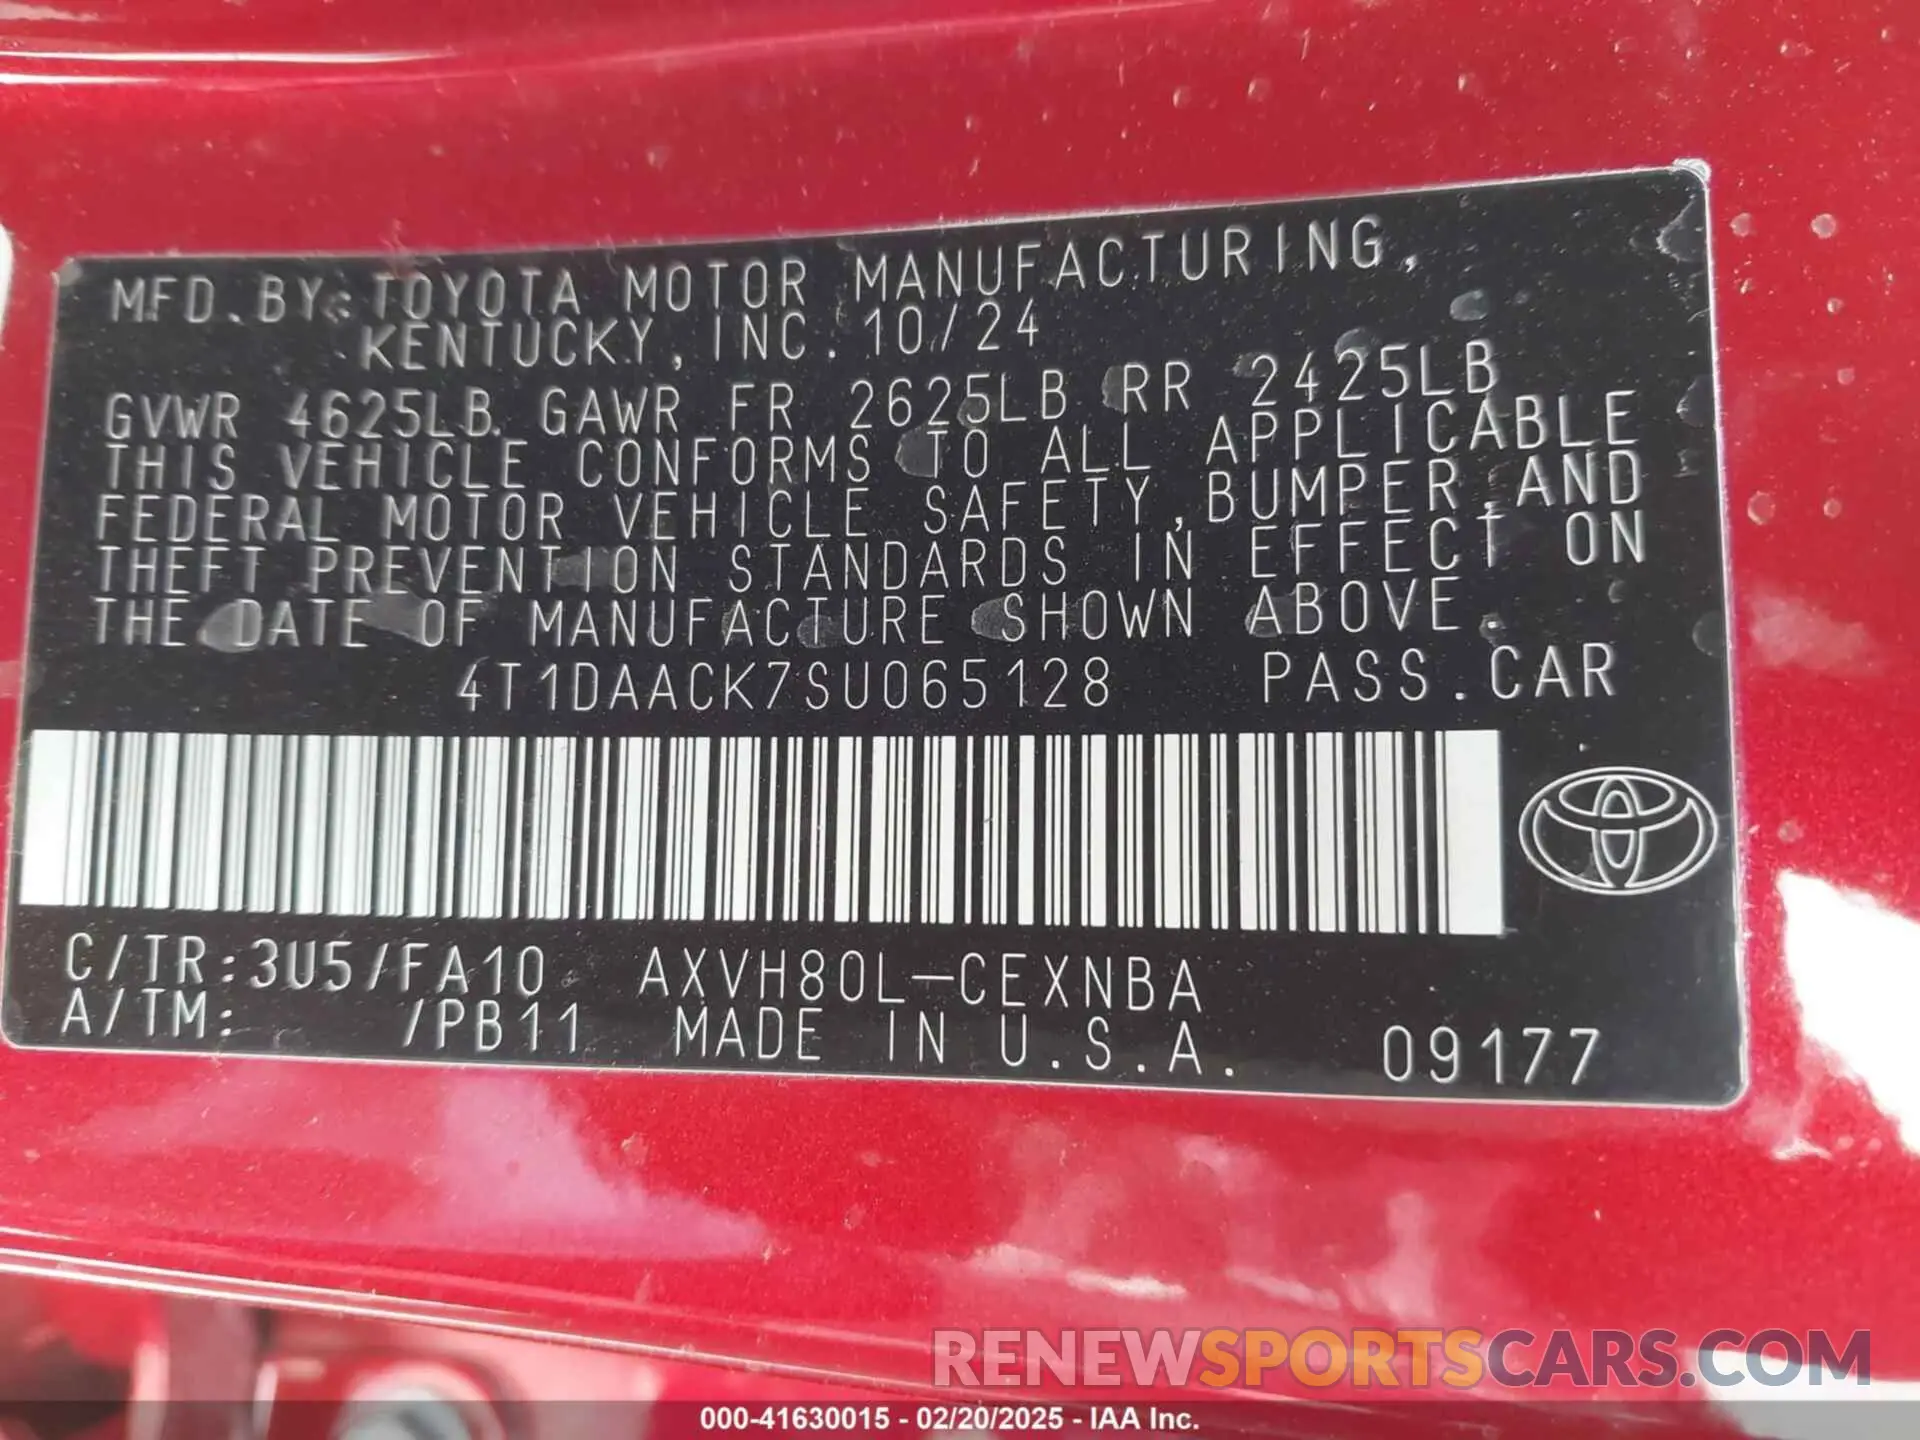 MFD. BY: TOYOTA MOTOR MANUFACTURING,
KENTUCKY, INC. 10/24
GVWR 4625LB. GAWR FR 2625LB RR 2425LB
THIS VEHICLE CONFORMS TO ALL APPLICABLE
FEDERAL MOTOR VEHICLE SAFETY, BUMPER, AND
THEFT PREVENTION STANDARDS IN EFFECT ON
THE DATE OF MANUFACTURE SHOWN ABOVE.
4T1DAACK7SU065128 PASS. CAR
C/TR:3U5/FA10 AXVH80L-CEXNBA
A/TM: /PB11 MADE IN U.S.A. 09177
RENEWSPORTSCARS.COM
000-41630015 - 02/20/2025 - IAA Inc.